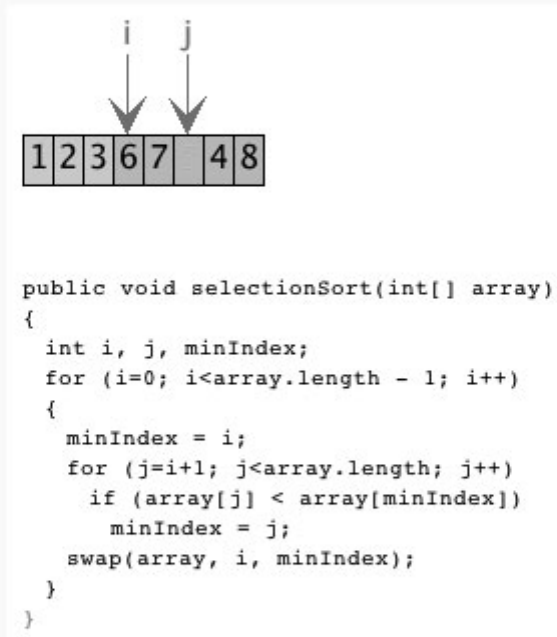 i j
1 2 3 6 7 4 8
public void selectionSort(int[] array)
{
int i, j, minIndex;
for (i=0; i<array.length - 1; i++)
{
minIndex = i;
for (j=i+1; j<array.length; j++)
if (array[j] < array[minIndex])
minIndex = j;
swap(array, i, minIndex);
}
}